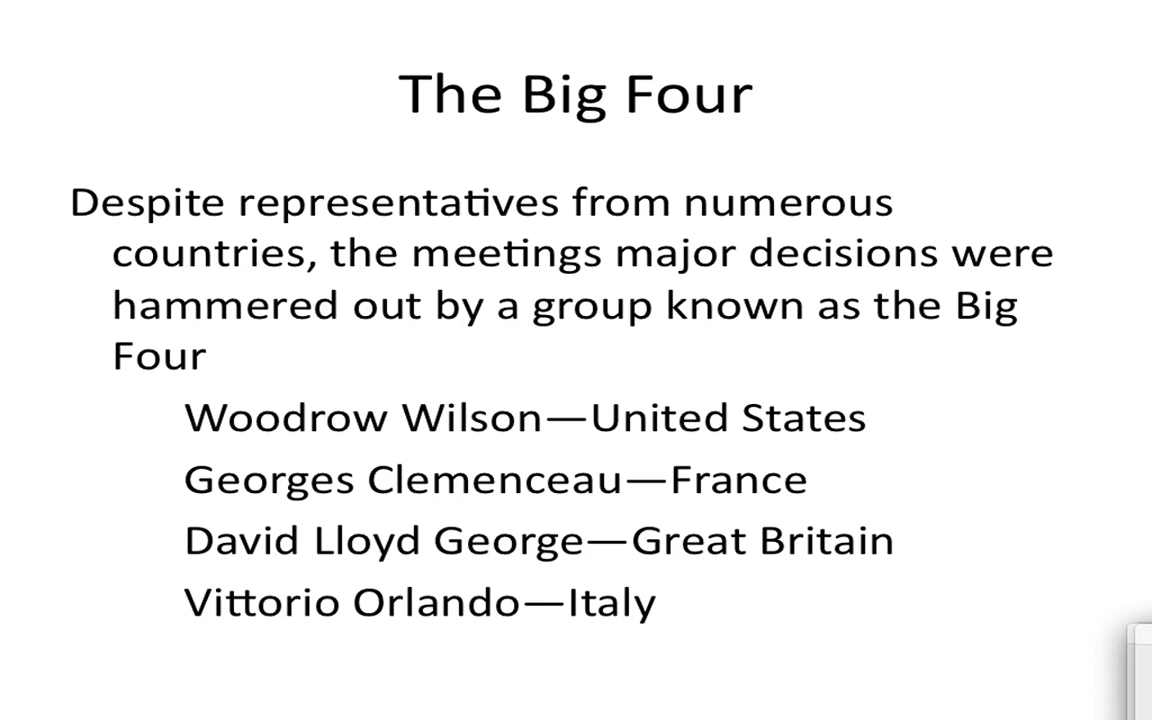 The Big Four
Despite representatives from numerous
countries, the meetings major decisions were
hammered out by a group known as the Big
Four
Woodrow Wilson—United States
Georges Clemenceau—France
David Lloyd George—Great Britain
Vittorio Orlando—Italy